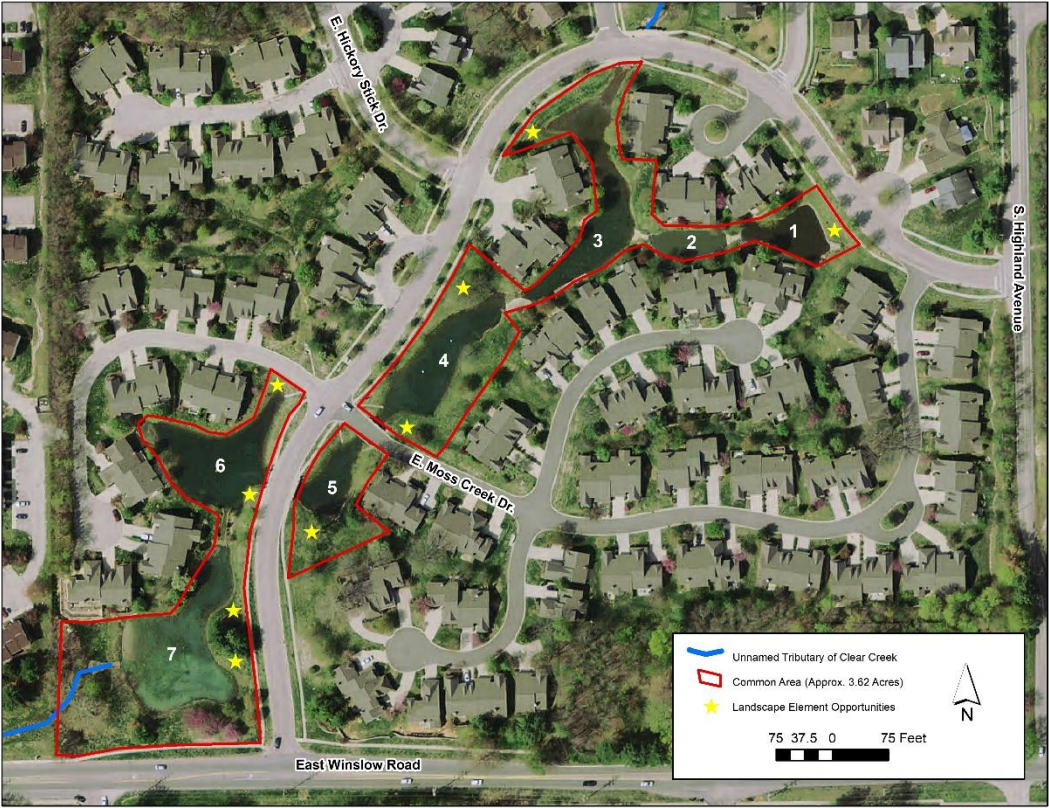 E. Hickory Stick Dr.
S. Highland Avenue
1
2
3
4
E. Moss Creek Dr.
5
6
7
East Winslow Road
Unnamed Tributary of Clear Creek
Common Area (Approx. 3.62 Acres)
Landscape Element Opportunities
N
75 37.5 0 75 Feet